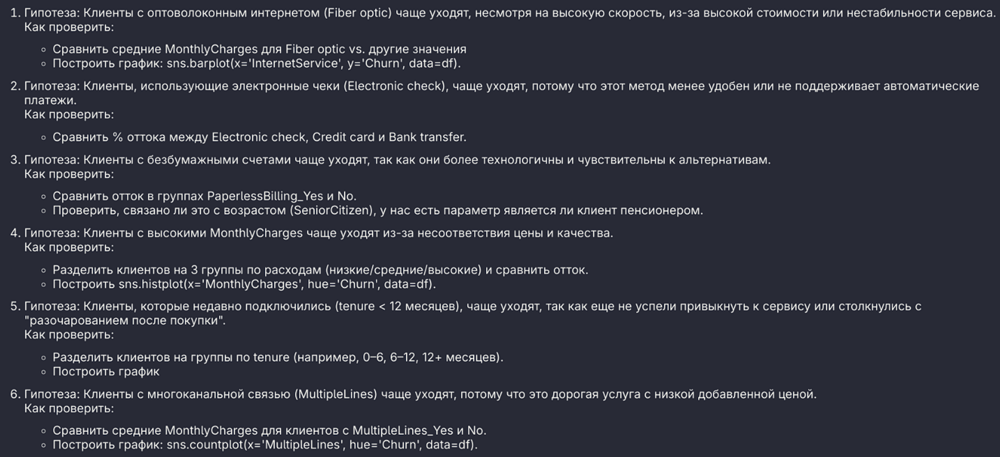 1. Гипотеза: Клиенты с оптоволоконным интернетом (Fiber optic) чаще уходят, несмотря на высокую скорость, из-за высокой стоимости или нестабильности сервиса.
Как проверить:
◦ Сравнить средние MonthlyCharges для Fiber optic vs. другие значения
◦ Построить график: sns.barplot(x='InternetService', y='Churn', data=df).
2. Гипотеза: Клиенты, использующие электронные чеки (Electronic check), чаще уходят, потому что этот метод менее удобен или не поддерживает автоматические
платежи.
Как проверить:
◦ Сравнить % оттока между Electronic check, Credit card и Bank transfer.
3. Гипотеза: Клиенты с безбумажными счетами чаще уходят, так как они более технологичны и чувствительны к альтернативам.
Как проверить:
◦ Сравнить отток в группах PaperlessBilling_Yes и No.
◦ Проверить, связано ли это с возрастом (SeniorCitizen), у нас есть параметр является ли клиент пенсионером.
4. Гипотеза: Клиенты с высокими MonthlyCharges чаще уходят из-за несоответствия цены и качества.
Как проверить:
◦ Разделить клиентов на 3 группы по расходам (низкие/средние/высокие) и сравнить отток.
◦ Построить sns.histplot(x='MonthlyCharges', hue='Churn', data=df).
5. Гипотеза: Клиенты, которые недавно подключились (tenure < 12 месяцев), чаще уходят, так как еще не успели привыкнуть к сервису или столкнулись с
"разочарованием после покупки".
Как проверить:
◦ Разделить клиентов на группы по tenure (например, 0–6, 6–12, 12+ месяцев).
◦ Построить график
6. Гипотеза: Клиенты с многоканальной связью (MultipleLines) чаще уходят, потому что это дорогая услуга с низкой добавленной ценой.
Как проверить:
◦ Сравнить средние MonthlyCharges для клиентов с MultipleLines_Yes и No.
◦ Построить график: sns.countplot(x='MultipleLines', hue='Churn', data=df).